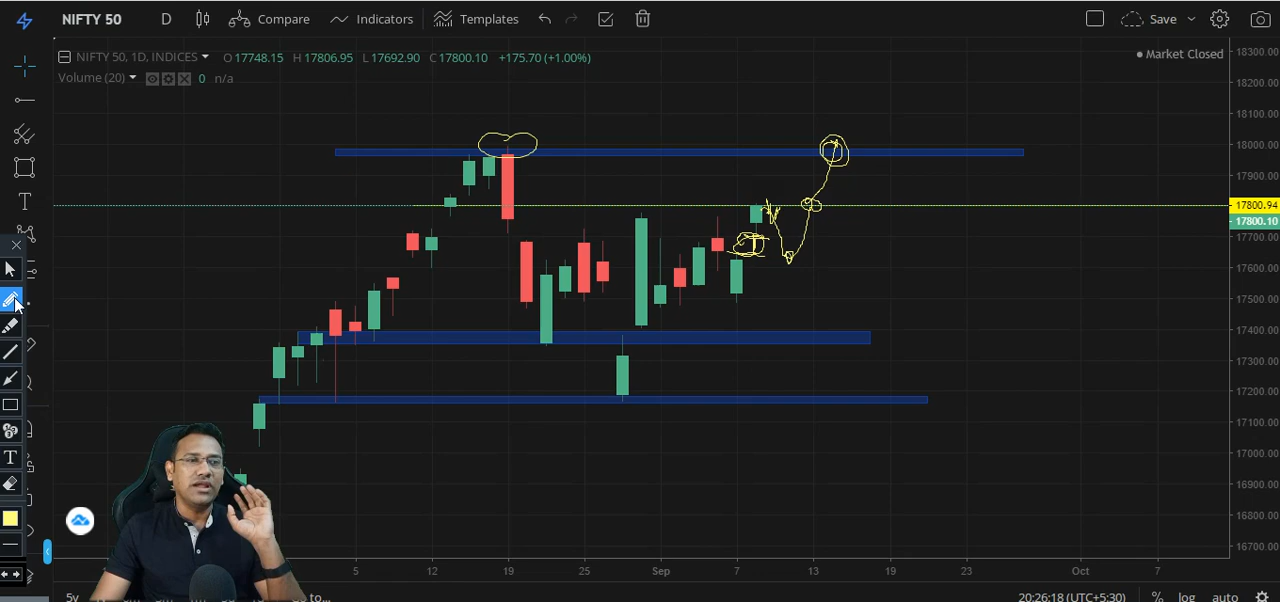 NIFTY 50 D Compare Indicators Templates Save
NIFTY 50, 1D, INDICES O 17748.15 H 17806.95 L 17692.90 C 17800.10 +175.70 (+1.00%)
Market Closed
Volume (20) 0 n/a
18300.00
18200.00
18100.00
18000.00
17900.00
17800.94
17800.10
17700.00
17600.00
17500.00
17400.00
17300.00
17200.00
17100.00
17000.00
16900.00
16800.00
16700.00
T
T
5 12 19 25 Sep 7 13 19 23 Oct 7
5y to... 20:26:18 (UTC+5:30) % log auto